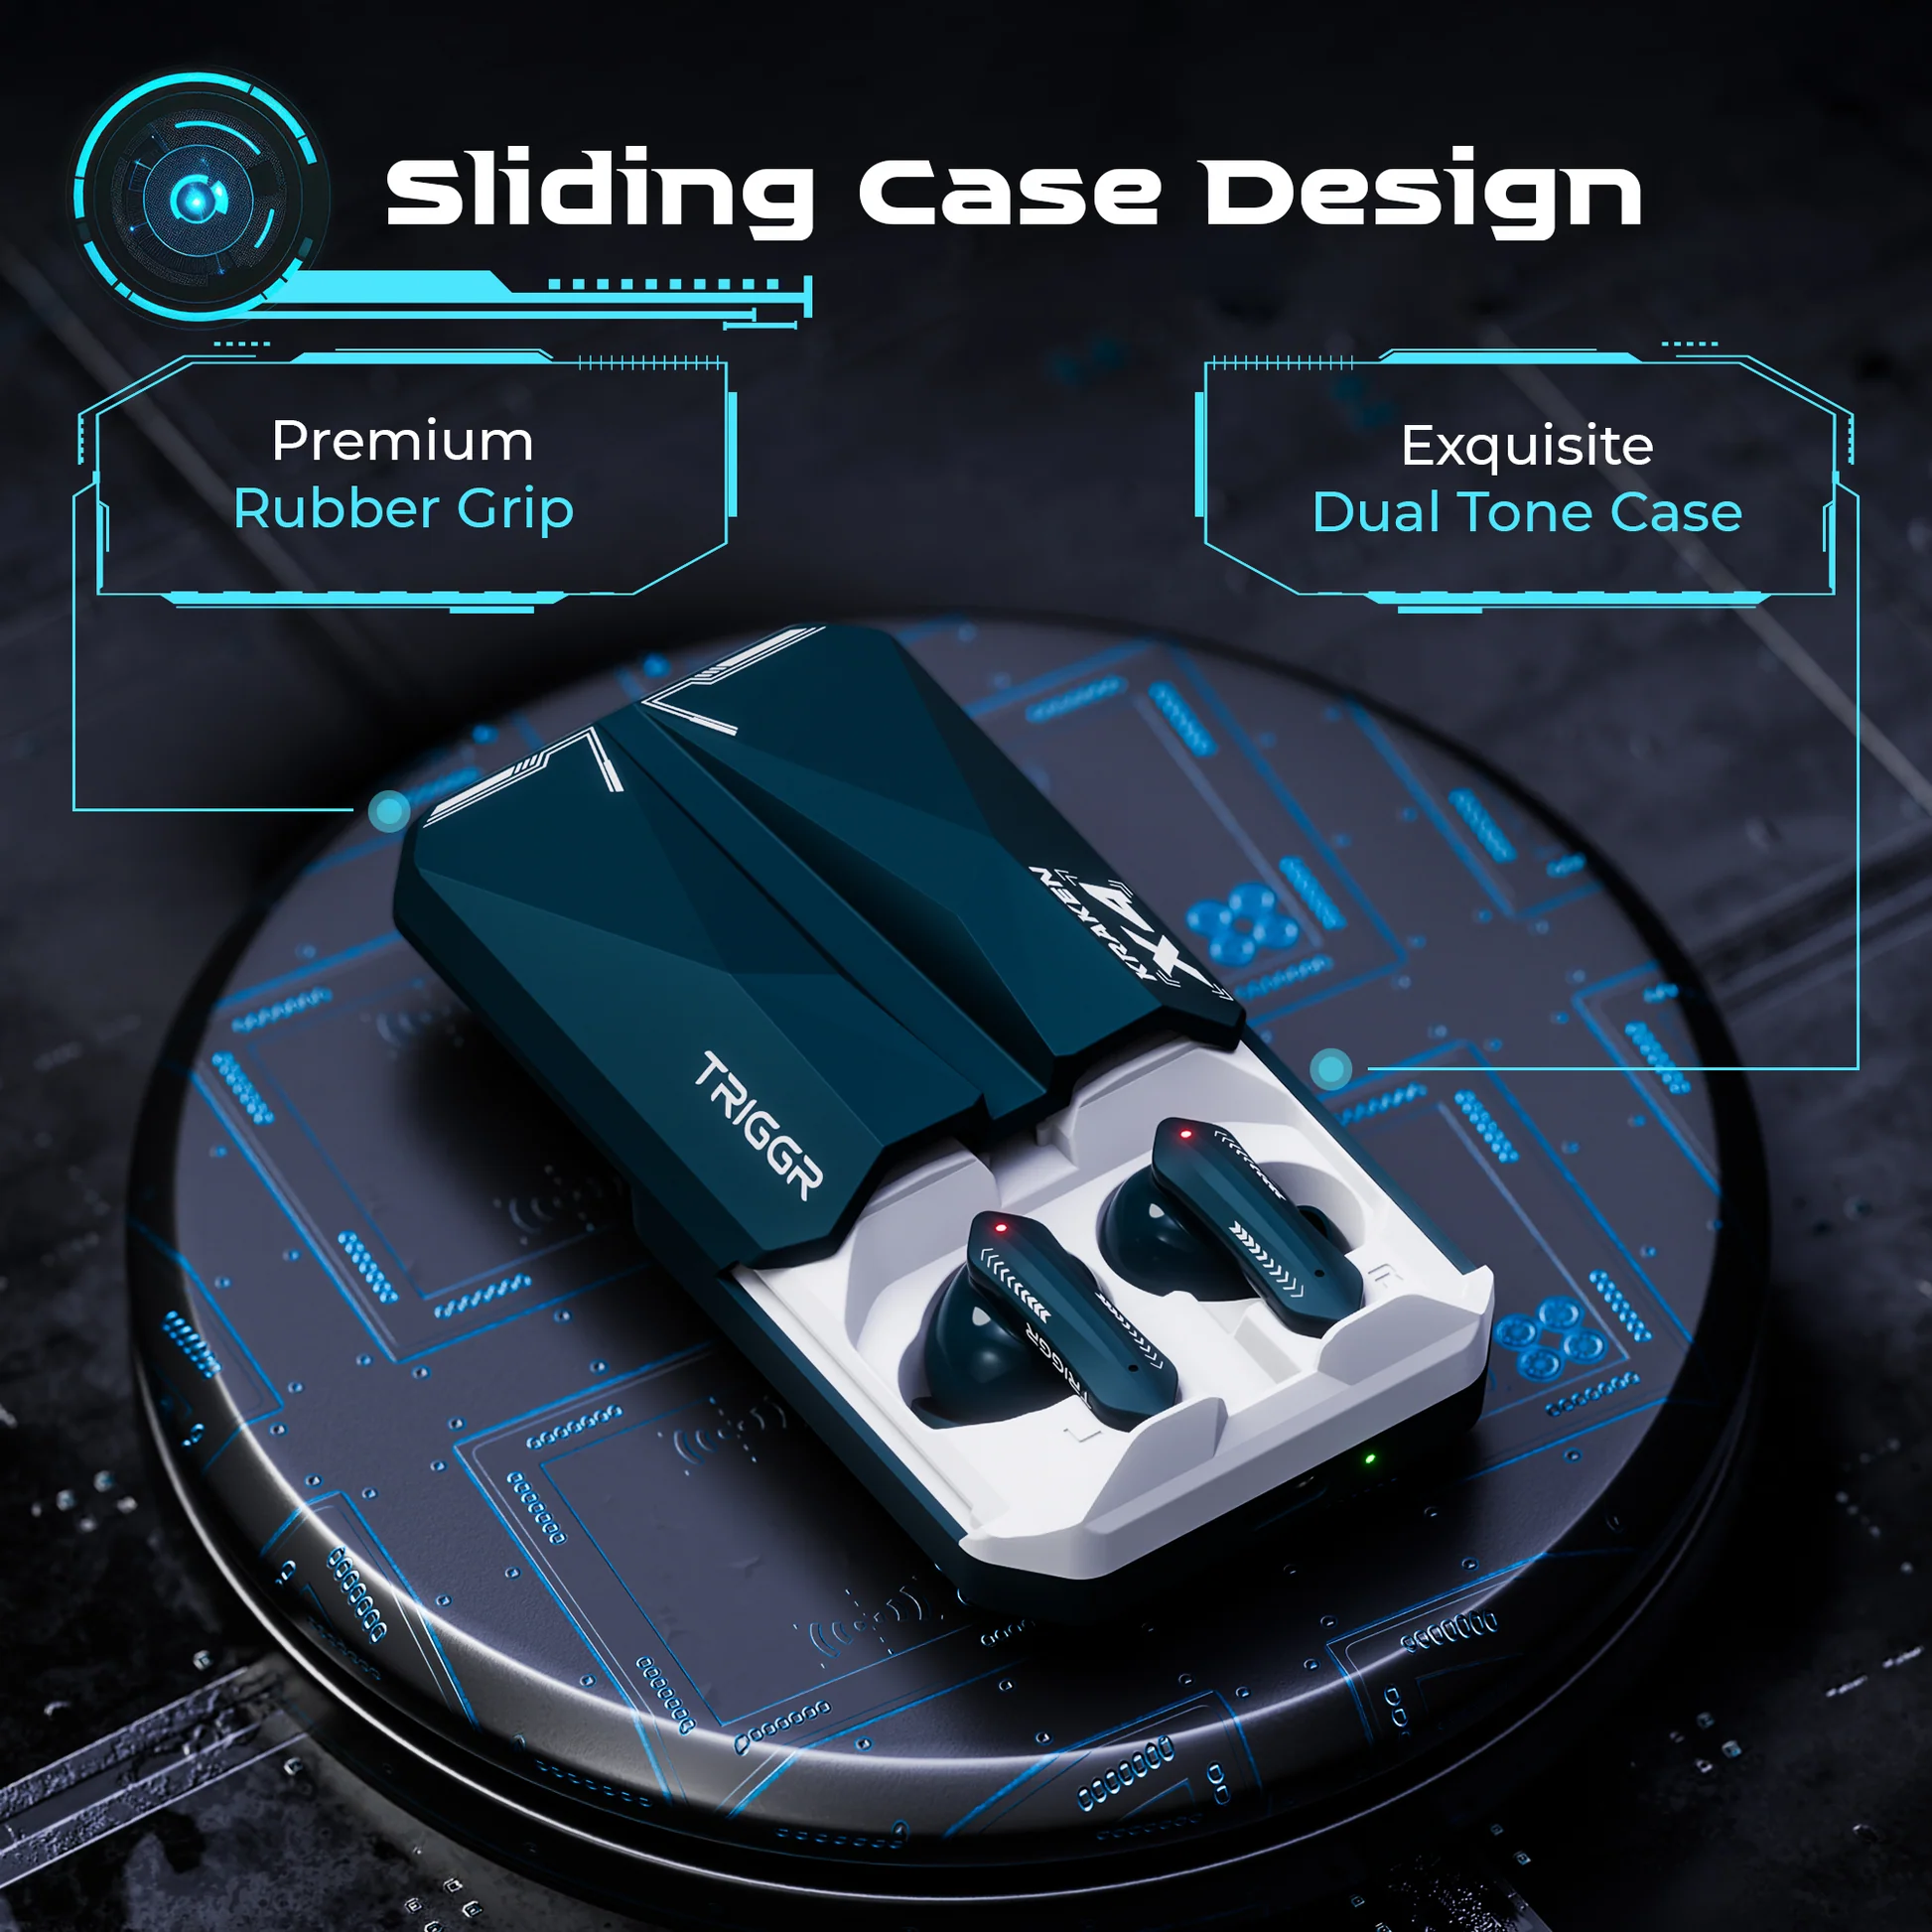 Sliding Case Design
Premium
Rubber Grip
Exquisite
Dual Tone Case
KRAKEN
X4
TRIGGR
TRIGGR
R
L